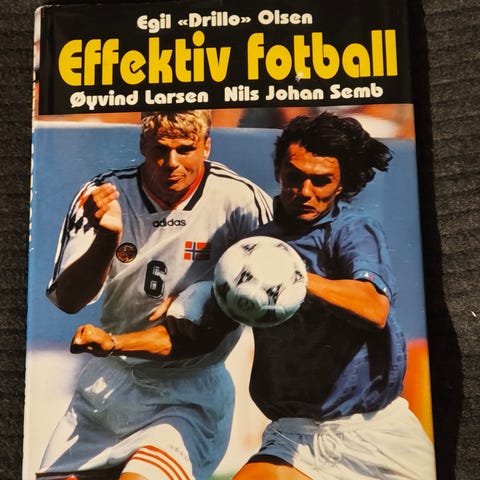 Egil «Drillo» Olsen
Effektiv fotball
Øyvind Larsen Nils Johan Semb
adidas
6